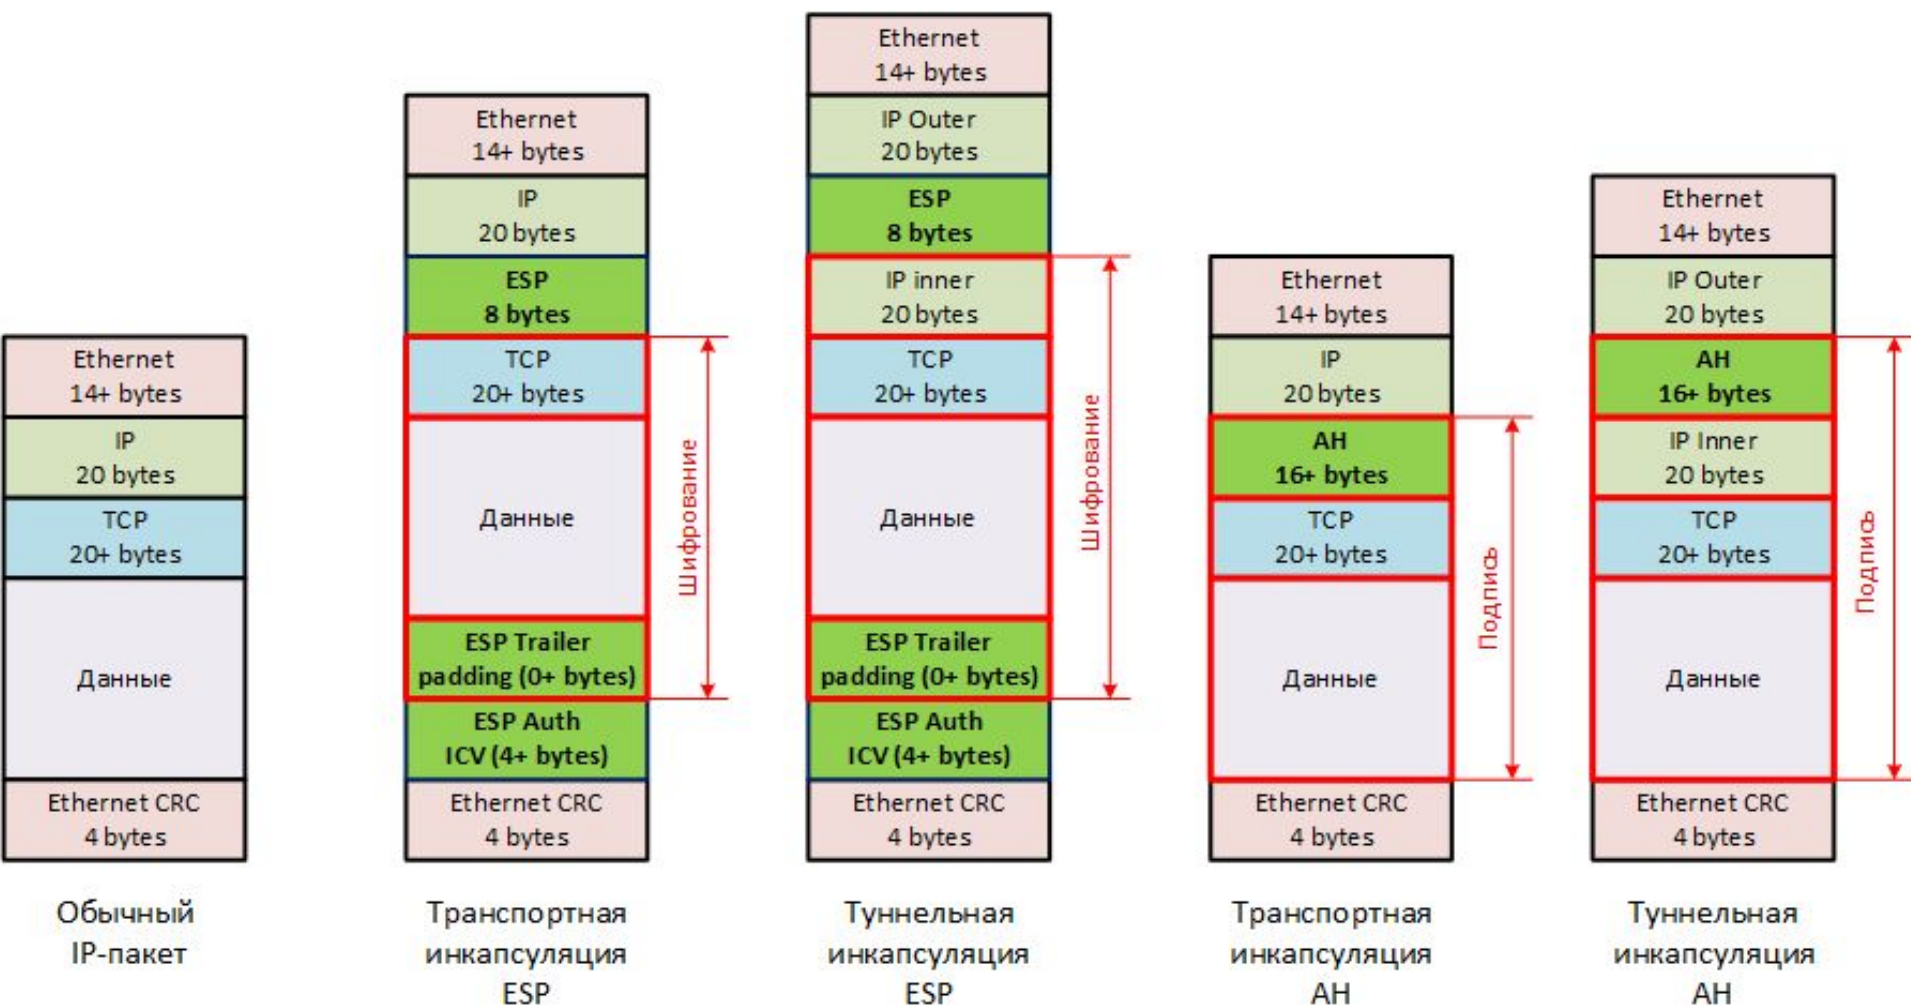 Обычный
IP-пакет
Ethernet
14+ bytes
IP
20 bytes
TCP
20+ bytes
Данные
Ethernet CRC
4 bytes
Транспортная
инкапсуляция
ESP
Ethernet
14+ bytes
IP
20 bytes
ESP
8 bytes
TCP
20+ bytes
Данные
ESP Trailer
padding (0+ bytes)
ESP Auth
ICV (4+ bytes)
Ethernet CRC
4 bytes
Шифрование
Туннельная
инкапсуляция
ESP
Ethernet
14+ bytes
IP Outer
20 bytes
ESP
8 bytes
IP inner
20 bytes
TCP
20+ bytes
Данные
ESP Trailer
padding (0+ bytes)
ESP Auth
ICV (4+ bytes)
Ethernet CRC
4 bytes
Шифрование
Транспортная
инкапсуляция
AH
Ethernet
14+ bytes
IP
20 bytes
AH
16+ bytes
TCP
20+ bytes
Данные
Ethernet CRC
4 bytes
Подпись
Туннельная
инкапсуляция
AH
Ethernet
14+ bytes
IP Outer
20 bytes
AH
16+ bytes
IP Inner
20 bytes
TCP
20+ bytes
Данные
Ethernet CRC
4 bytes
Подпись